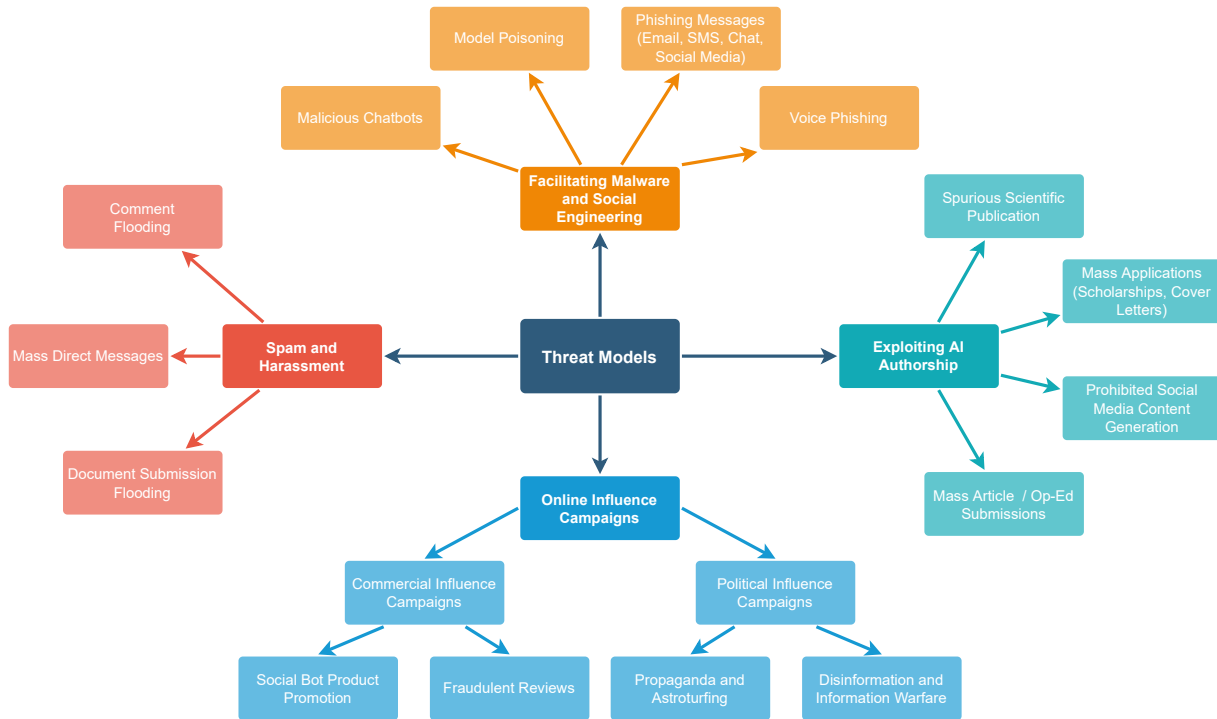 Model Poisoning
Phishing Messages
(Email, SMS, Chat,
Social Media)
Malicious Chatbots
Voice Phishing
Facilitating Malware
and Social
Engineering
Comment
Flooding
Mass Direct Messages
Document Submission
Flooding
Spam and
Harassment
Threat Models
Exploiting AI
Authorship
Spurious Scientific
Publication
Mass Applications
(Scholarships, Cover
Letters)
Prohibited Social
Media Content
Generation
Mass Article / Op-Ed
Submissions
Online Influence
Campaigns
Commercial Influence
Campaigns
Political Influence
Campaigns
Social Bot Product
Promotion
Fraudulent Reviews
Propaganda and
Astroturfing
Disinformation and
Information Warfare